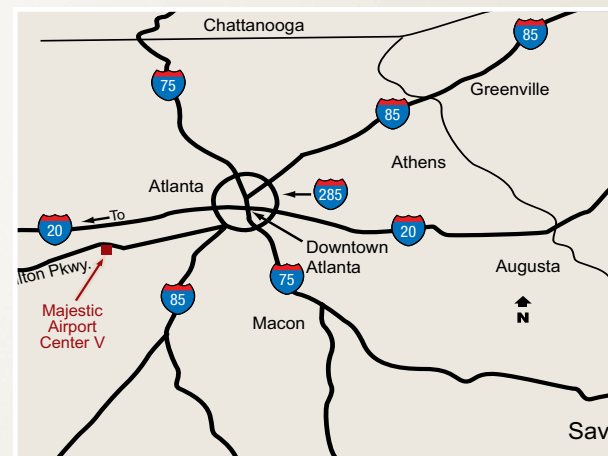 Chattanooga
85
75
Greenville
85
Athens
Atlanta
285
To
20
20
Downtown
Atlanta
lton Pkwy.
Augusta
75
85
Majestic
Airport
Center V
N
Macon
Sav